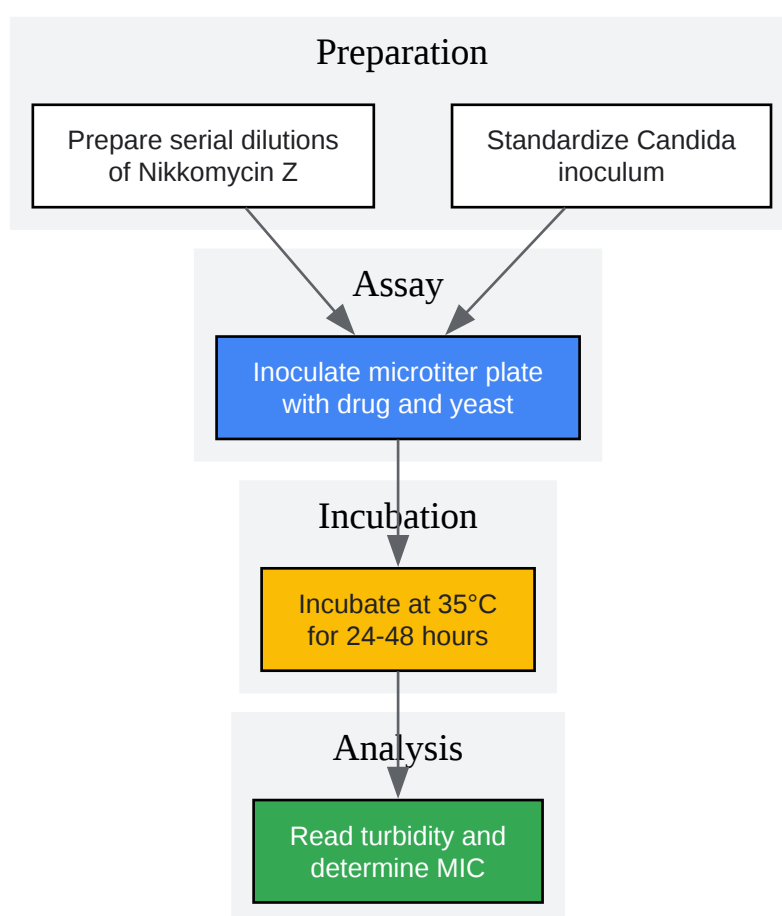 Preparation
Prepare serial dilutions
of Nikkomycin Z
Standardize Candida
inoculum
Assay
Inoculate microtiter plate
with drug and yeast
Incubation
Incubate at 35°C
for 24-48 hours
Analysis
Read turbidity and
determine MIC